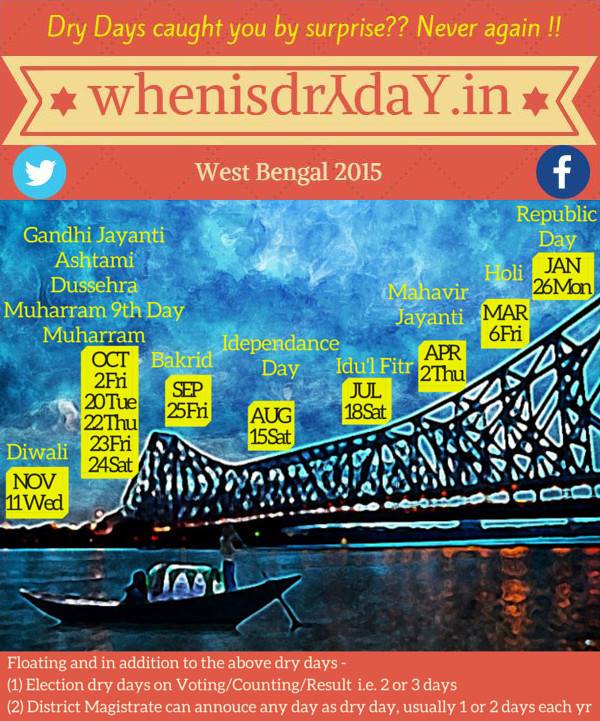 Dry Days caught you by surprise?? Never again !!
whenisdryday.in
West Bengal 2015
Republic
Day
JAN
26Mon
Holi
MAR
6Fri
Mahavir
Jayanti
APR
2Thu
Idu'l Fitr
JUL
18Sat
Idependance
Day
AUG
15Sat
Bakrid
SEP
25Fri
Gandhi Jayanti
Ashtami
Dussehra
Muharram 9th Day
Muharram
OCT
2Fri
20Tue
22Thu
23Fri
24Sat
Diwali
NOV
11Wed
Floating and in addition to the above dry days -
(1) Election dry days on Voting/Counting/Result i.e. 2 or 3 days
(2) District Magistrate can annouce any day as dry day, usually 1 or 2 days each yr